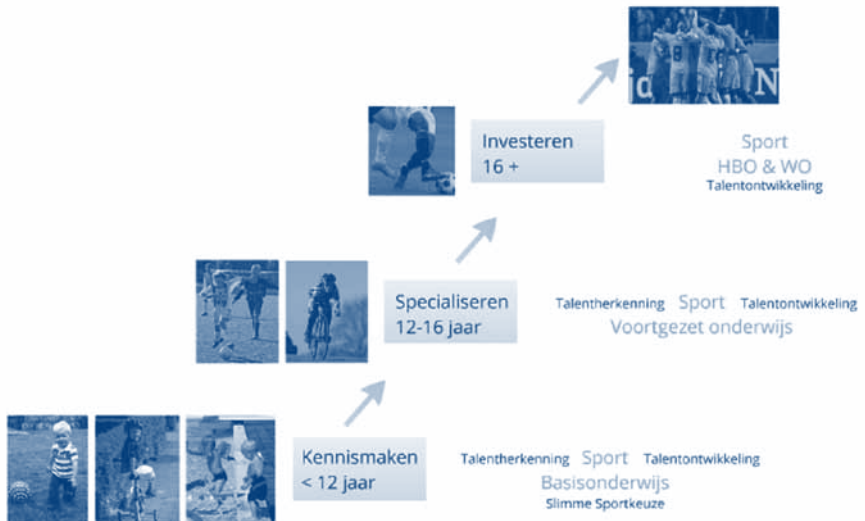 Investeren
16 +
Sport
HBO & WO
Talentontwikkeling
Specialiseren
12-16 jaar
Talentherkenning Sport Talentontwikkeling
Voortgezet onderwijs
Kennismaken
< 12 jaar
Talentherkenning Sport Talentontwikkeling
Basisonderwijs
Slimme Sportkeuze